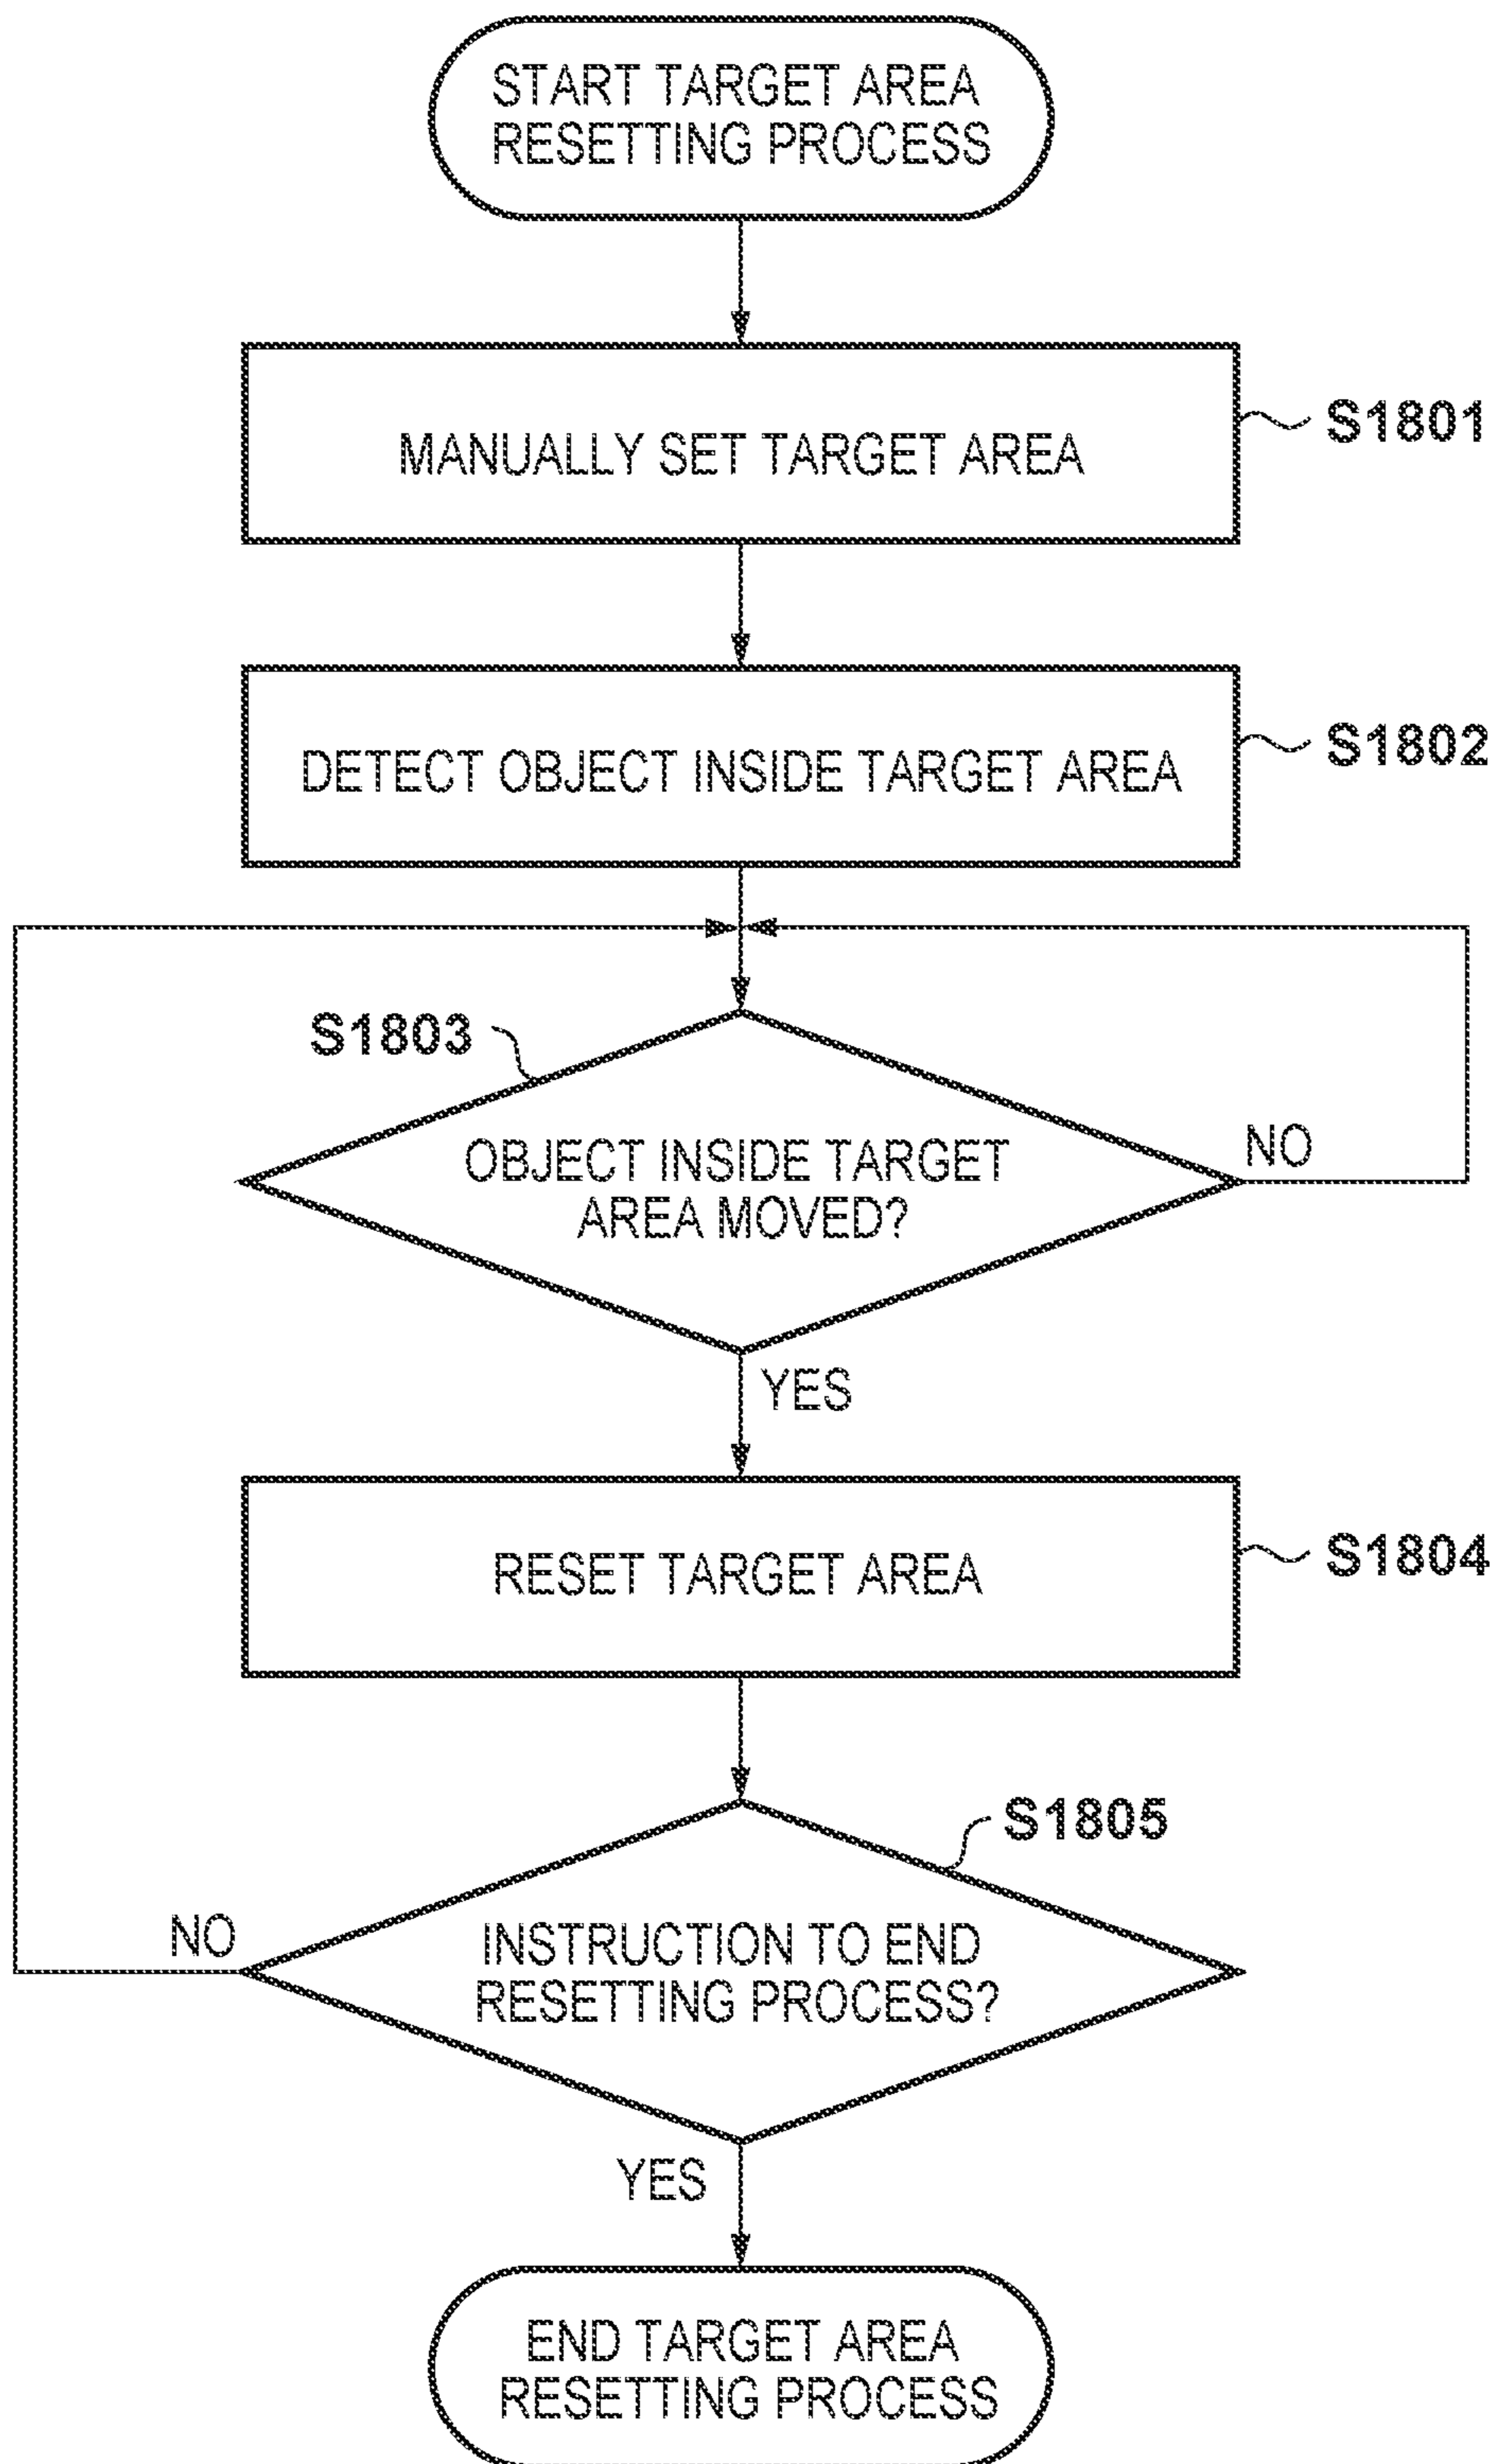 START TARGET AREA
RESETTING PROCESS
MANUALLY SET TARGET AREA
S1801
DETECT OBJECT INSIDE TARGET AREA
S1802
S1803
OBJECT INSIDE TARGET
AREA MOVED?
NO
YES
RESET TARGET AREA
S1804
S1805
INSTRUCTION TO END
RESETTING PROCESS?
NO
YES
END TARGET AREA
RESETTING PROCESS